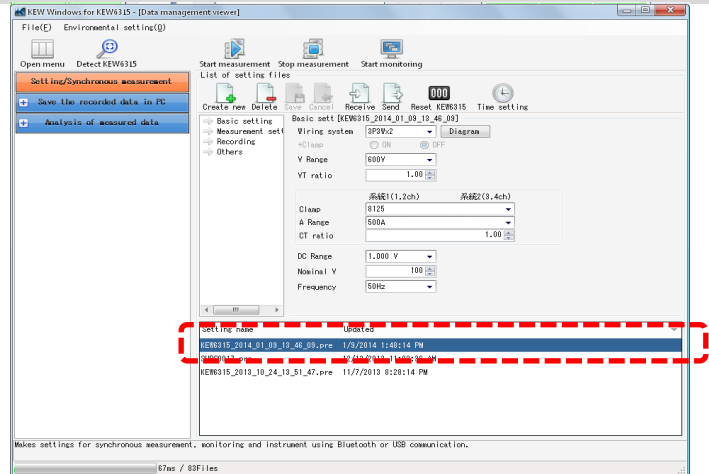 KEW Windows for KEW6315 - [Data management viewer]
File(F) Environmental setting(O)
Open menu Detect KEW6315 Start measurement Stop measurement Start monitoring
Setting/Synchronous measurement
Save the recorded data in PC
Analysis of measured data
List of setting files
Create new Delete Save Cancel Receive Send Reset KEW6315 Time setting
000
Basic setting
Measurement sett
Recording
Others
Basic sett [KEW6315_2014_01_09_13_46_09]
Wiring system 3P3Wx2 Diagram
+Clamp ON OFF
V Range 600V
VT ratio 1.00
系統1(1.2ch) 系統2(3.4ch)
Clamp 8125
A Range 500A
CT ratio 1.00
DC Range 1.000 V
Nominal V 100
Frequency 50Hz
Setting name Updated
KEW6315_2014_01_09_13_46_09.pre 1/9/2014 1:48:14 PM
KEW6315_2013_10_24_13_51_47.pre 11/7/2013 8:28:14 PM
Makes settings for synchronous measurement, monitoring and instrument using Bluetooth or USB communication.
67ms / 83Files